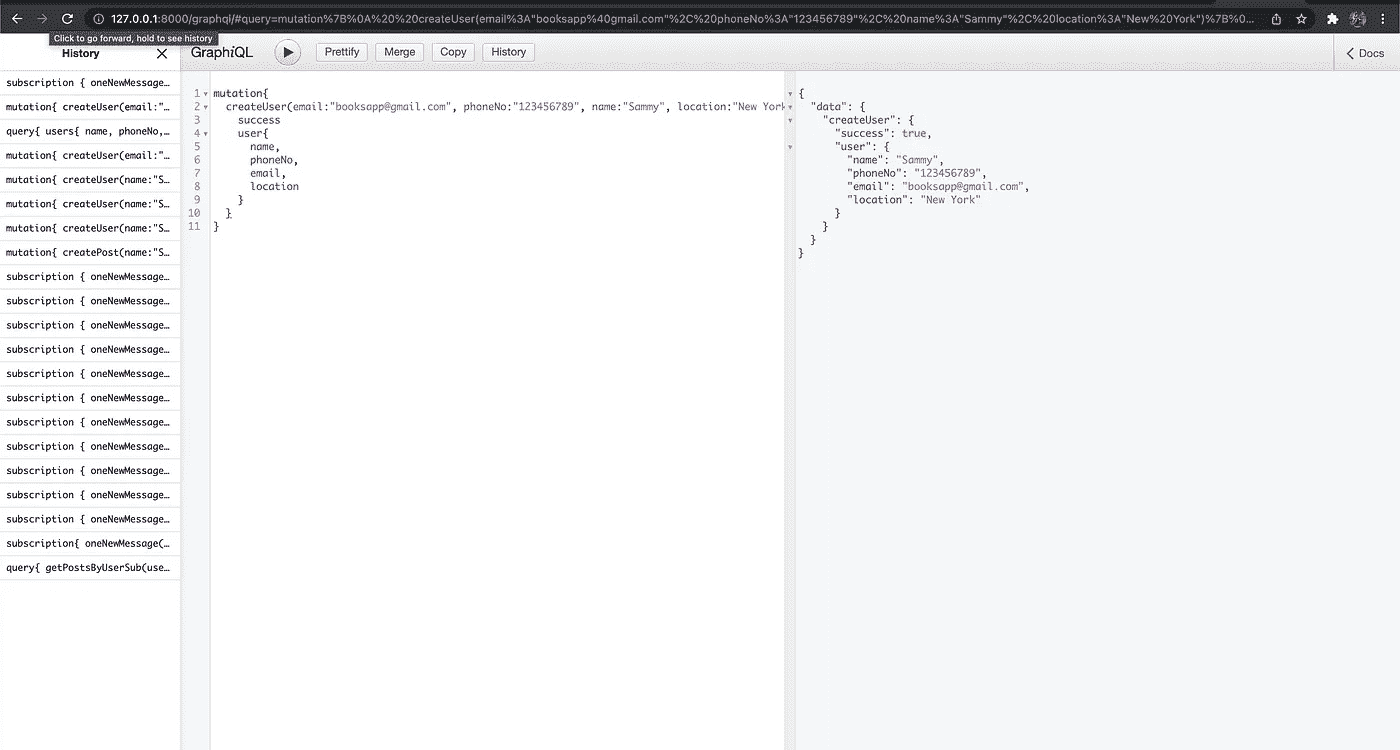 127.0.0.1:8000/graphql/#query=mutation%7B%0A%20%20createUser(email%3A"booksapp%40gmail.com"%2C%20phoneNo%3A"123456789"%2C%20name%3A"Sammy"%2C%20location%3A"New%20York")%7B%0...
Click to go forward, hold to see history
History
GraphiQL
Prettify
Merge
Copy
History
Docs
subscription { oneNewMessage…
mutation{ createUser(email:"…
query{ users{ name, phoneNo,…
mutation{ createUser(email:"…
mutation{ createUser(name:"S…
mutation{ createUser(name:"S…
mutation{ createUser(name:"S…
mutation{ createPost(name:"S…
subscription { oneNewMessage…
subscription { oneNewMessage…
subscription { oneNewMessage…
subscription { oneNewMessage…
subscription { oneNewMessage…
subscription { oneNewMessage…
subscription { oneNewMessage…
subscription { oneNewMessage…
subscription { oneNewMessage…
subscription { oneNewMessage…
subscription { oneNewMessage…
subscription{ oneNewMessage(…
query{ getPostsByUserSub(use…
1 mutation{
2 createUser(email:"booksapp@gmail.com", phoneNo:"123456789", name:"Sammy", location:"New York
3 success
4 user{
5 name,
6 phoneNo,
7 email,
8 location
9 }
10 }
11 }
{
"data": {
"createUser": {
"success": true,
"user": {
"name": "Sammy",
"phoneNo": "123456789",
"email": "booksapp@gmail.com",
"location": "New York"
}
}
}
}